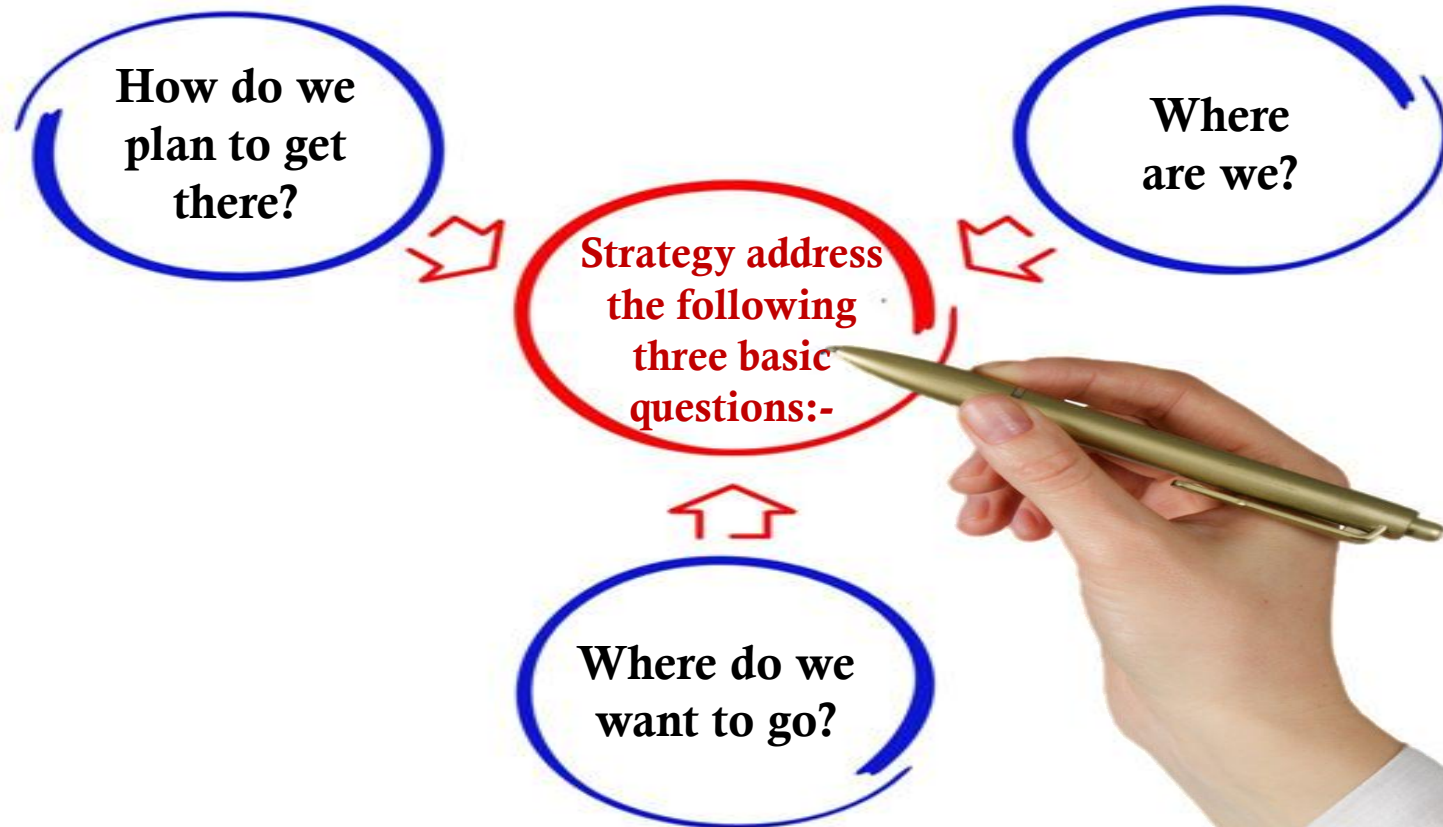 How do we
plan to get
there?
Where
are we?
Strategy address
the following
three basic
questions:-
Where do we
want to go?